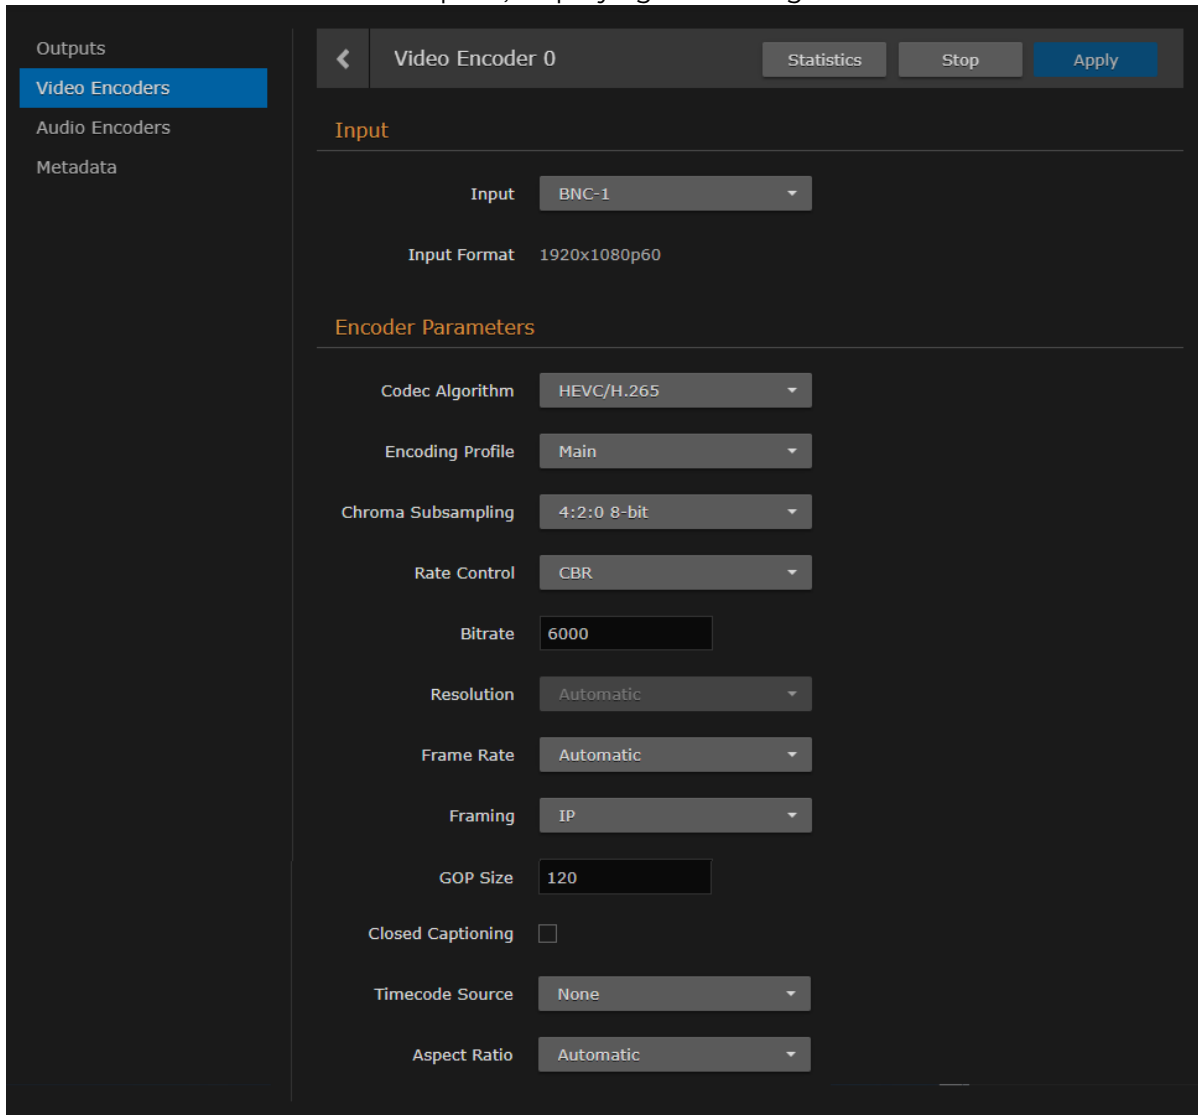 Outputs
Video Encoders
Audio Encoders
Metadata
Video Encoder 0
Statistics
Stop
Apply
Input
Input BNC-1
Input Format 1920x1080p60
Encoder Parameters
Codec Algorithm HEVC/H.265
Encoding Profile Main
Chroma Subsampling 4:2:0 8-bit
Rate Control CBR
Bitrate 6000
Resolution Automatic
Frame Rate Automatic
Framing IP
GOP Size 120
Closed Captioning
Timecode Source None
Aspect Ratio Automatic